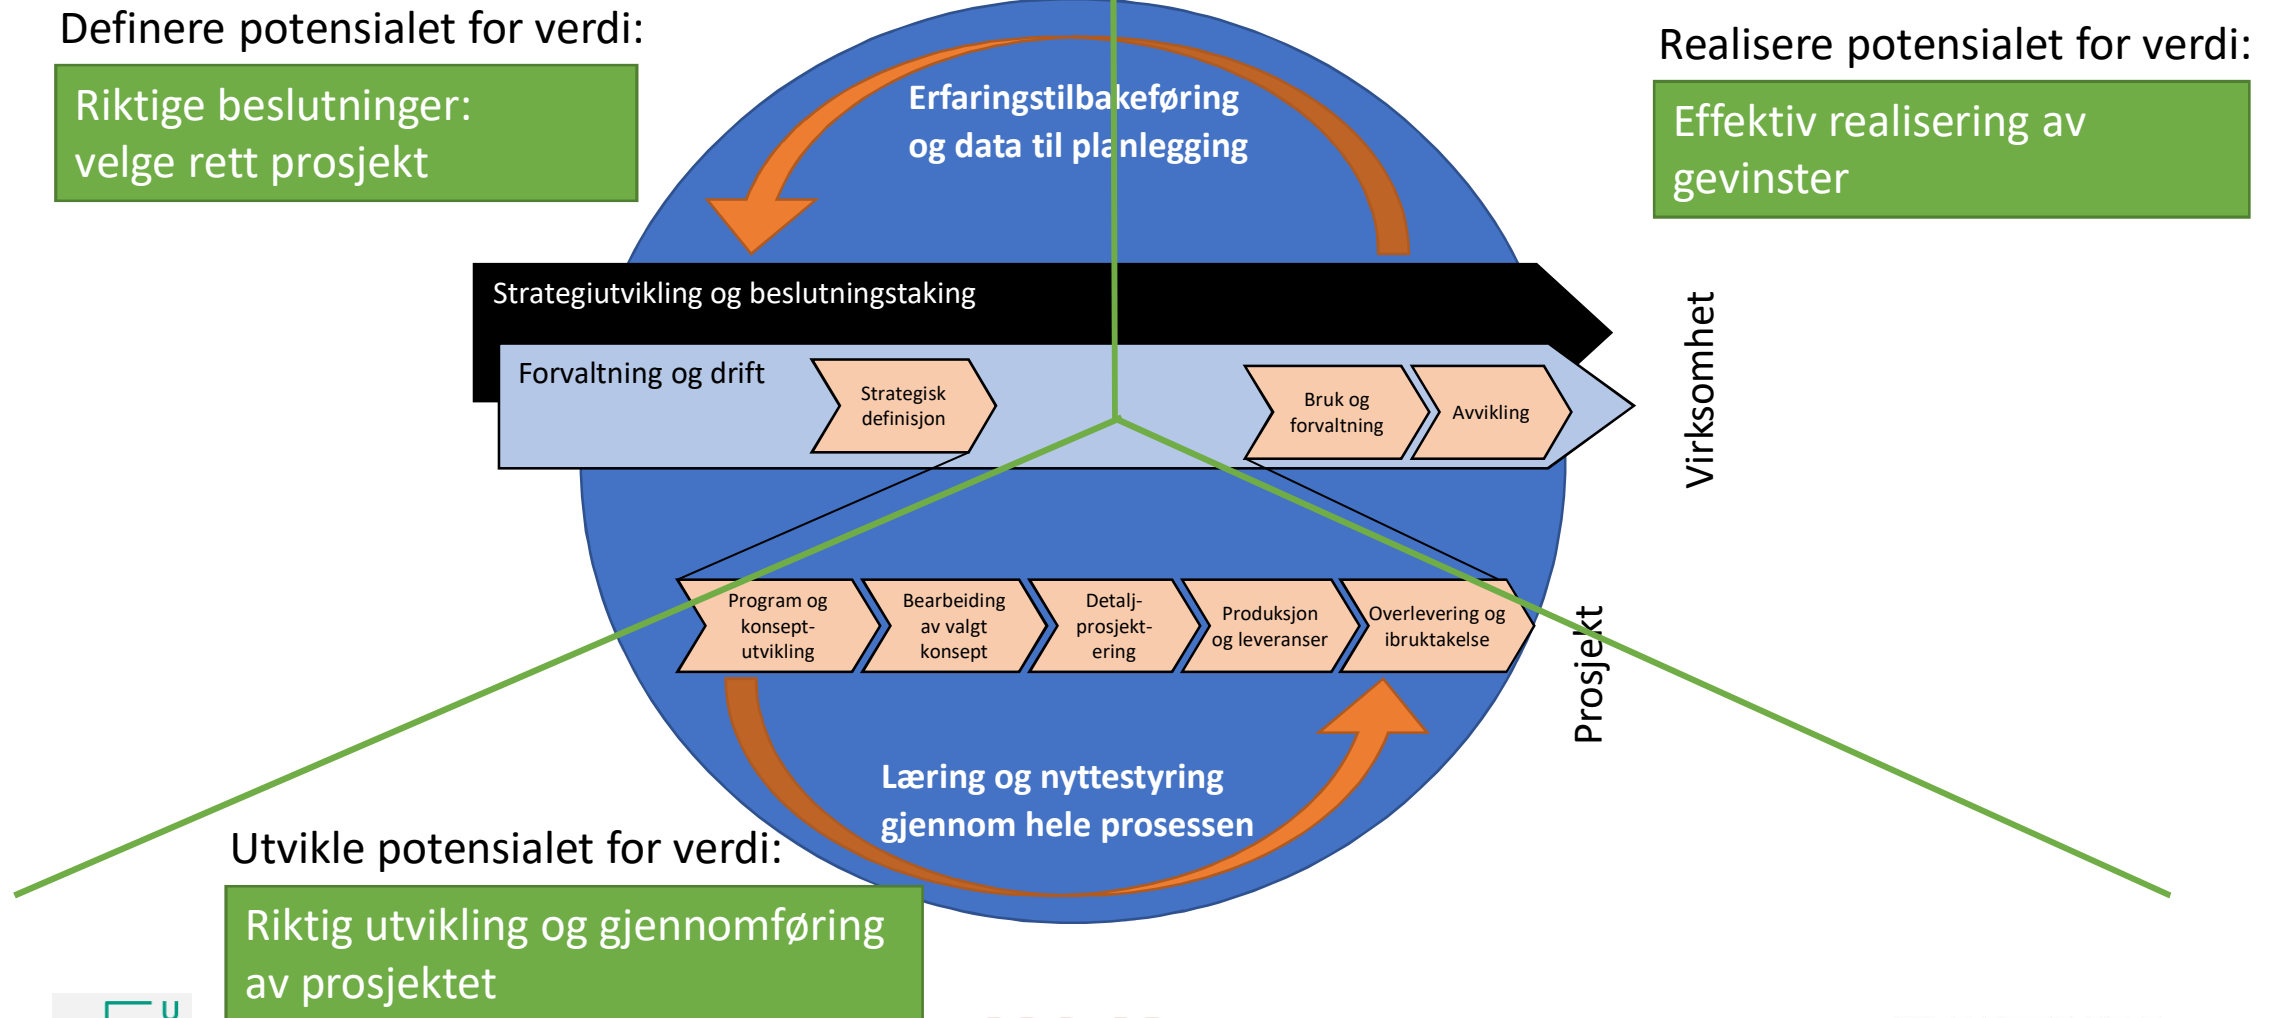 Definere potensialet for verdi:
Riktige beslutninger:
velge rett prosjekt
Realisere potensialet for verdi:
Effektiv realisering av
gevinster
Erfaringstilbakeføring
og data til planlegging
Strategiutvikling og beslutningstaking
Forvaltning og drift
Strategisk
definisjon
Bruk og
forvaltning
Avvikling
Virksomhet
Program og
konsept-
utvikling
Bearbeiding
av valgt
konsept
Detalj-
prosjekt-
ering
Produksjon
og leveranser
Overlevering og
ibruktakelse
Prosjekt
Læring og nyttestyring
gjennom hele prosessen
Utvikle potensialet for verdi:
Riktig utvikling og gjennomføring
av prosjektet
U